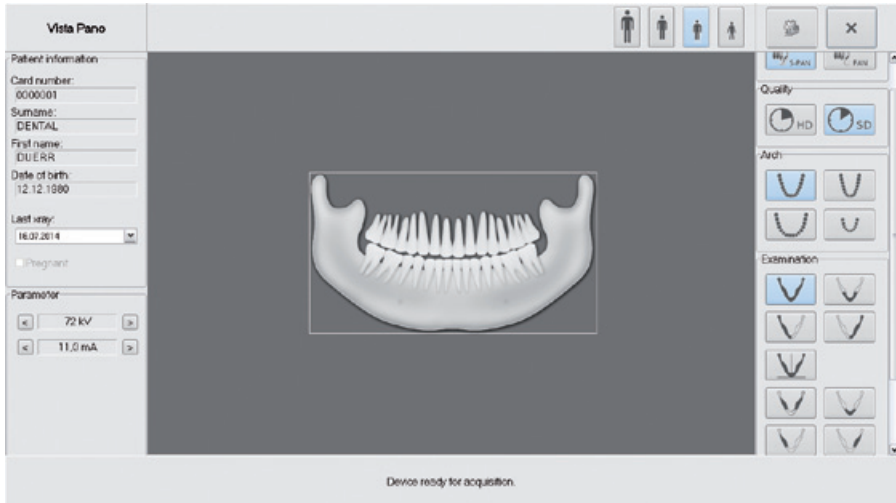 Vista Pano
Patient information
Card number:
0000001
Surname:
DENTAL
First name:
DUERR
Date of birth:
12.12.1980
Last xray:
16.07.2014
Pregnant
Parameter
< 72 kV >
< 11,0 mA >
S-PAN
PAN
Quality
HD
SD
Arch
Examination
Device ready for acquisition.